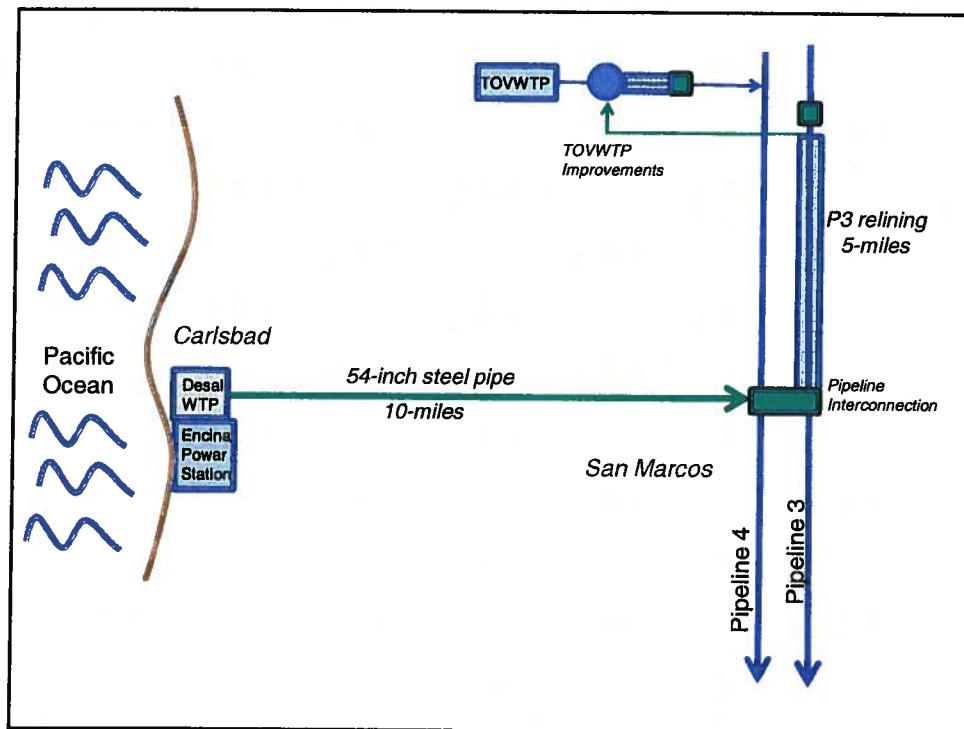 TOVWTP
TOVWTP
Improvements
P3 relining
5-miles
Carlsbad
Pacific
Ocean
Desal
WTP
54-inch steel pipe
10-miles
Pipeline
Interconnection
Encina
Powar
Station
San Marcos
Pipeline 4
Pipeline 3